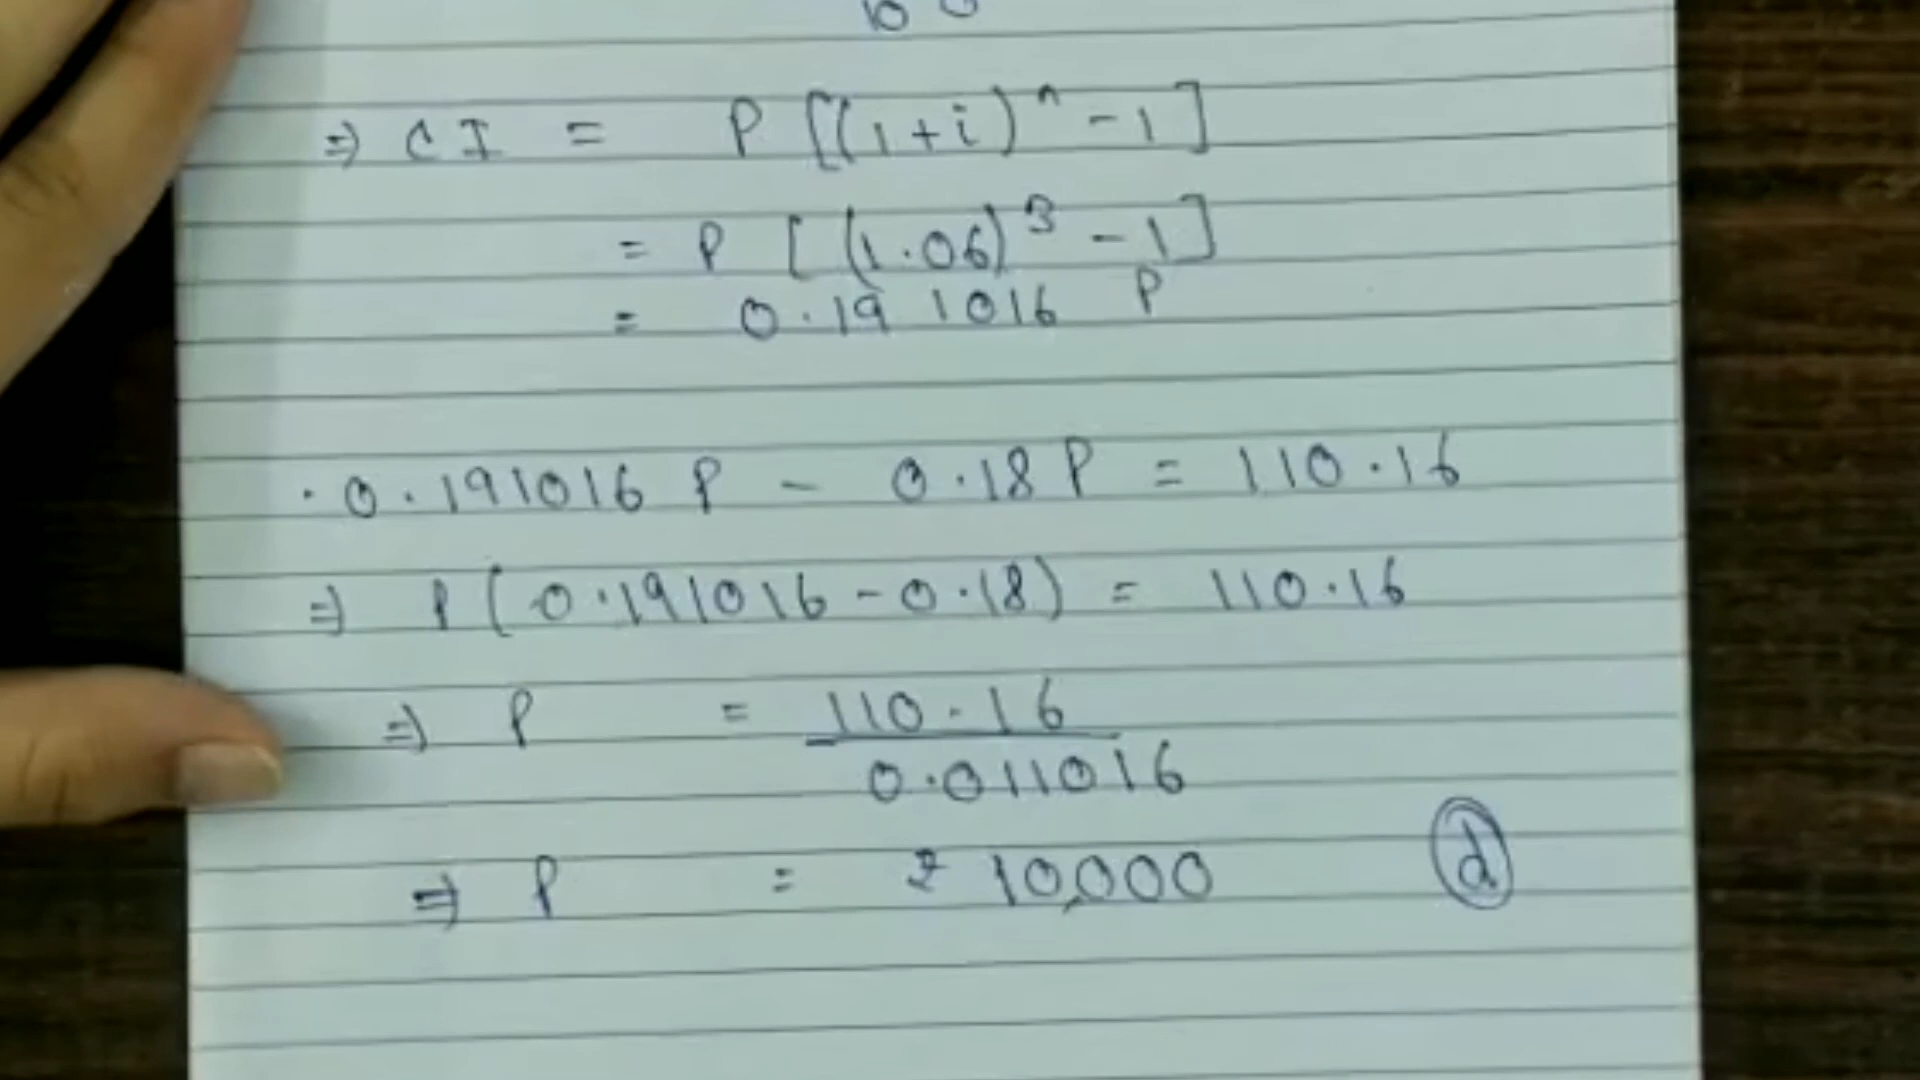 ⇒ CI = P [(1+i)^n - 1]
= P [(1.06)^3 - 1]
= 0.191016 P
0.191016 P - 0.18 P = 110.16
⇒ P (0.191016 - 0.18) = 110.16
⇒ P = 110.16 / 0.011016
⇒ P = ₹ 10,000 (d)